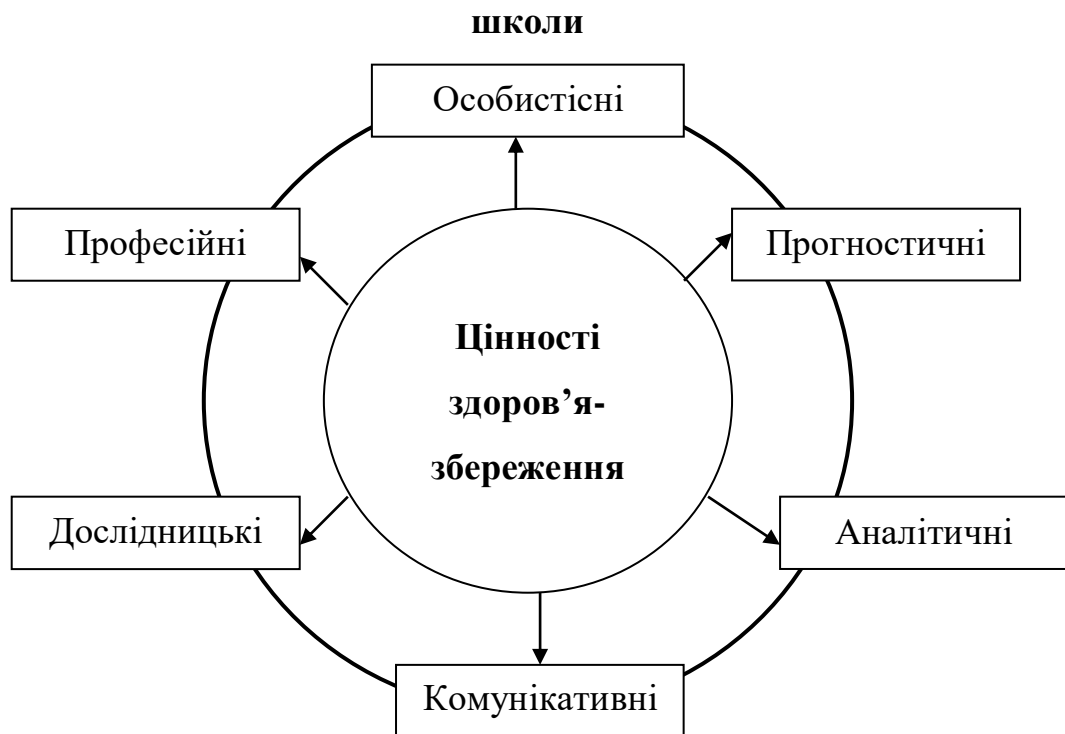 школи
Особистісні
Професійні
Прогностичні
Цінності
здоров’я-
збереження
Дослідницькі
Аналітичні
Комунікативні